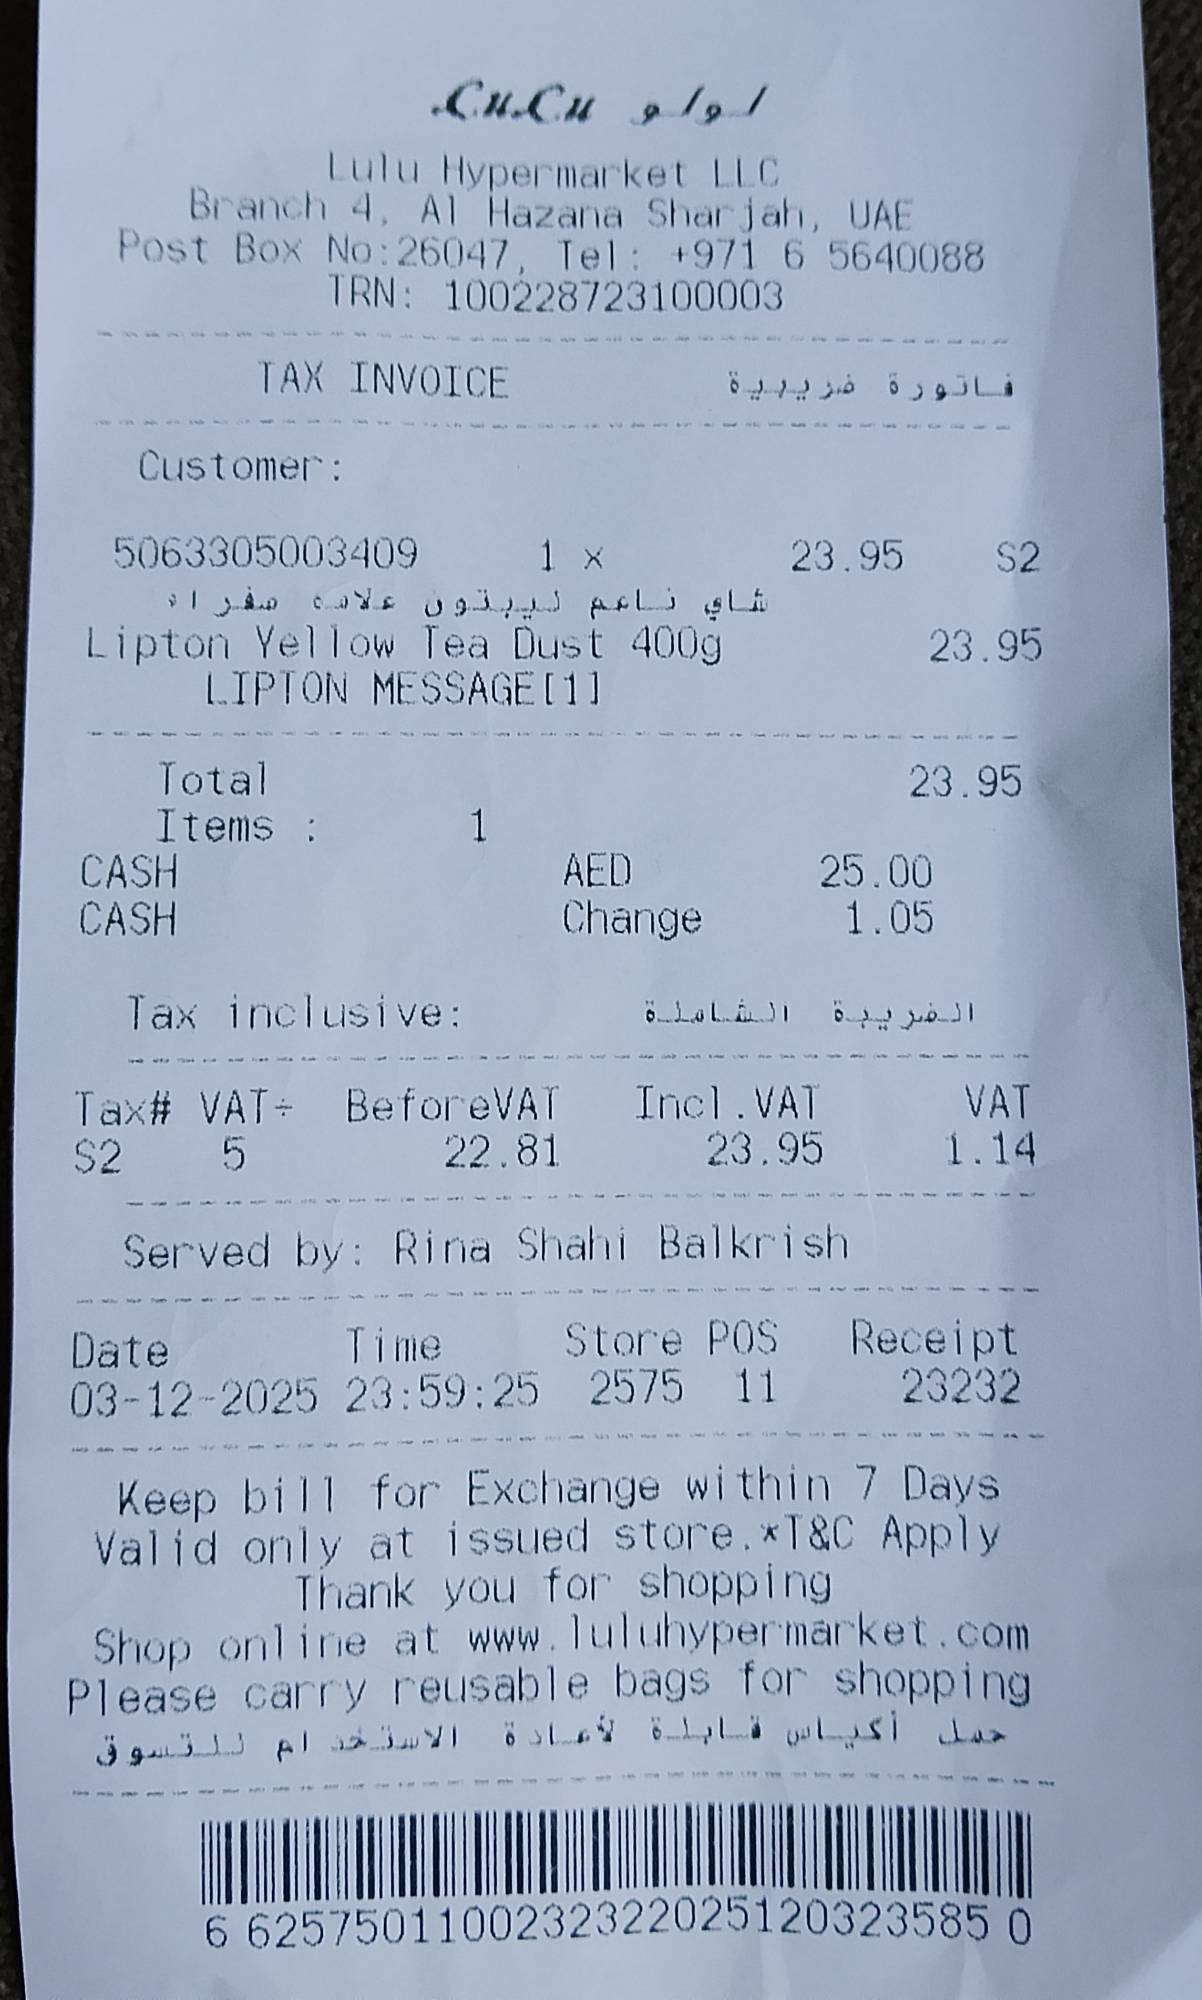 LuLu لولو
Lulu Hypermarket LLC
Branch 4, Al Hazana Sharjah, UAE
Post Box No:26047, Tel: +971 6 5640088
TRN: 100228723100003
TAX INVOICE فاتورة ضريبية
Customer:
5063305003409 1 x 23.95 S2
شاي ناعم ليبتون علامه صفراء
Lipton Yellow Tea Dust 400g 23.95
LIPTON MESSAGE[1]
Total 23.95
Items : 1
CASH AED 25.00
CASH Change 1.05
Tax inclusive: الضريبة الشاملة
Tax# VAT÷ BeforeVAT Incl.VAT VAT
S2 5 22.81 23.95 1.14
Served by: Rina Shahi Balkrish
Date Time Store POS Receipt
03-12-2025 23:59:25 2575 11 23232
Keep bill for Exchange within 7 Days
Valid only at issued store.*T&C Apply
Thank you for shopping
Shop online at www.luluhypermarket.com
Please carry reusable bags for shopping
حمل أكياس قابلة لأعادة الاستخدام للتسوق
6 625750110023232202512032358​5 0